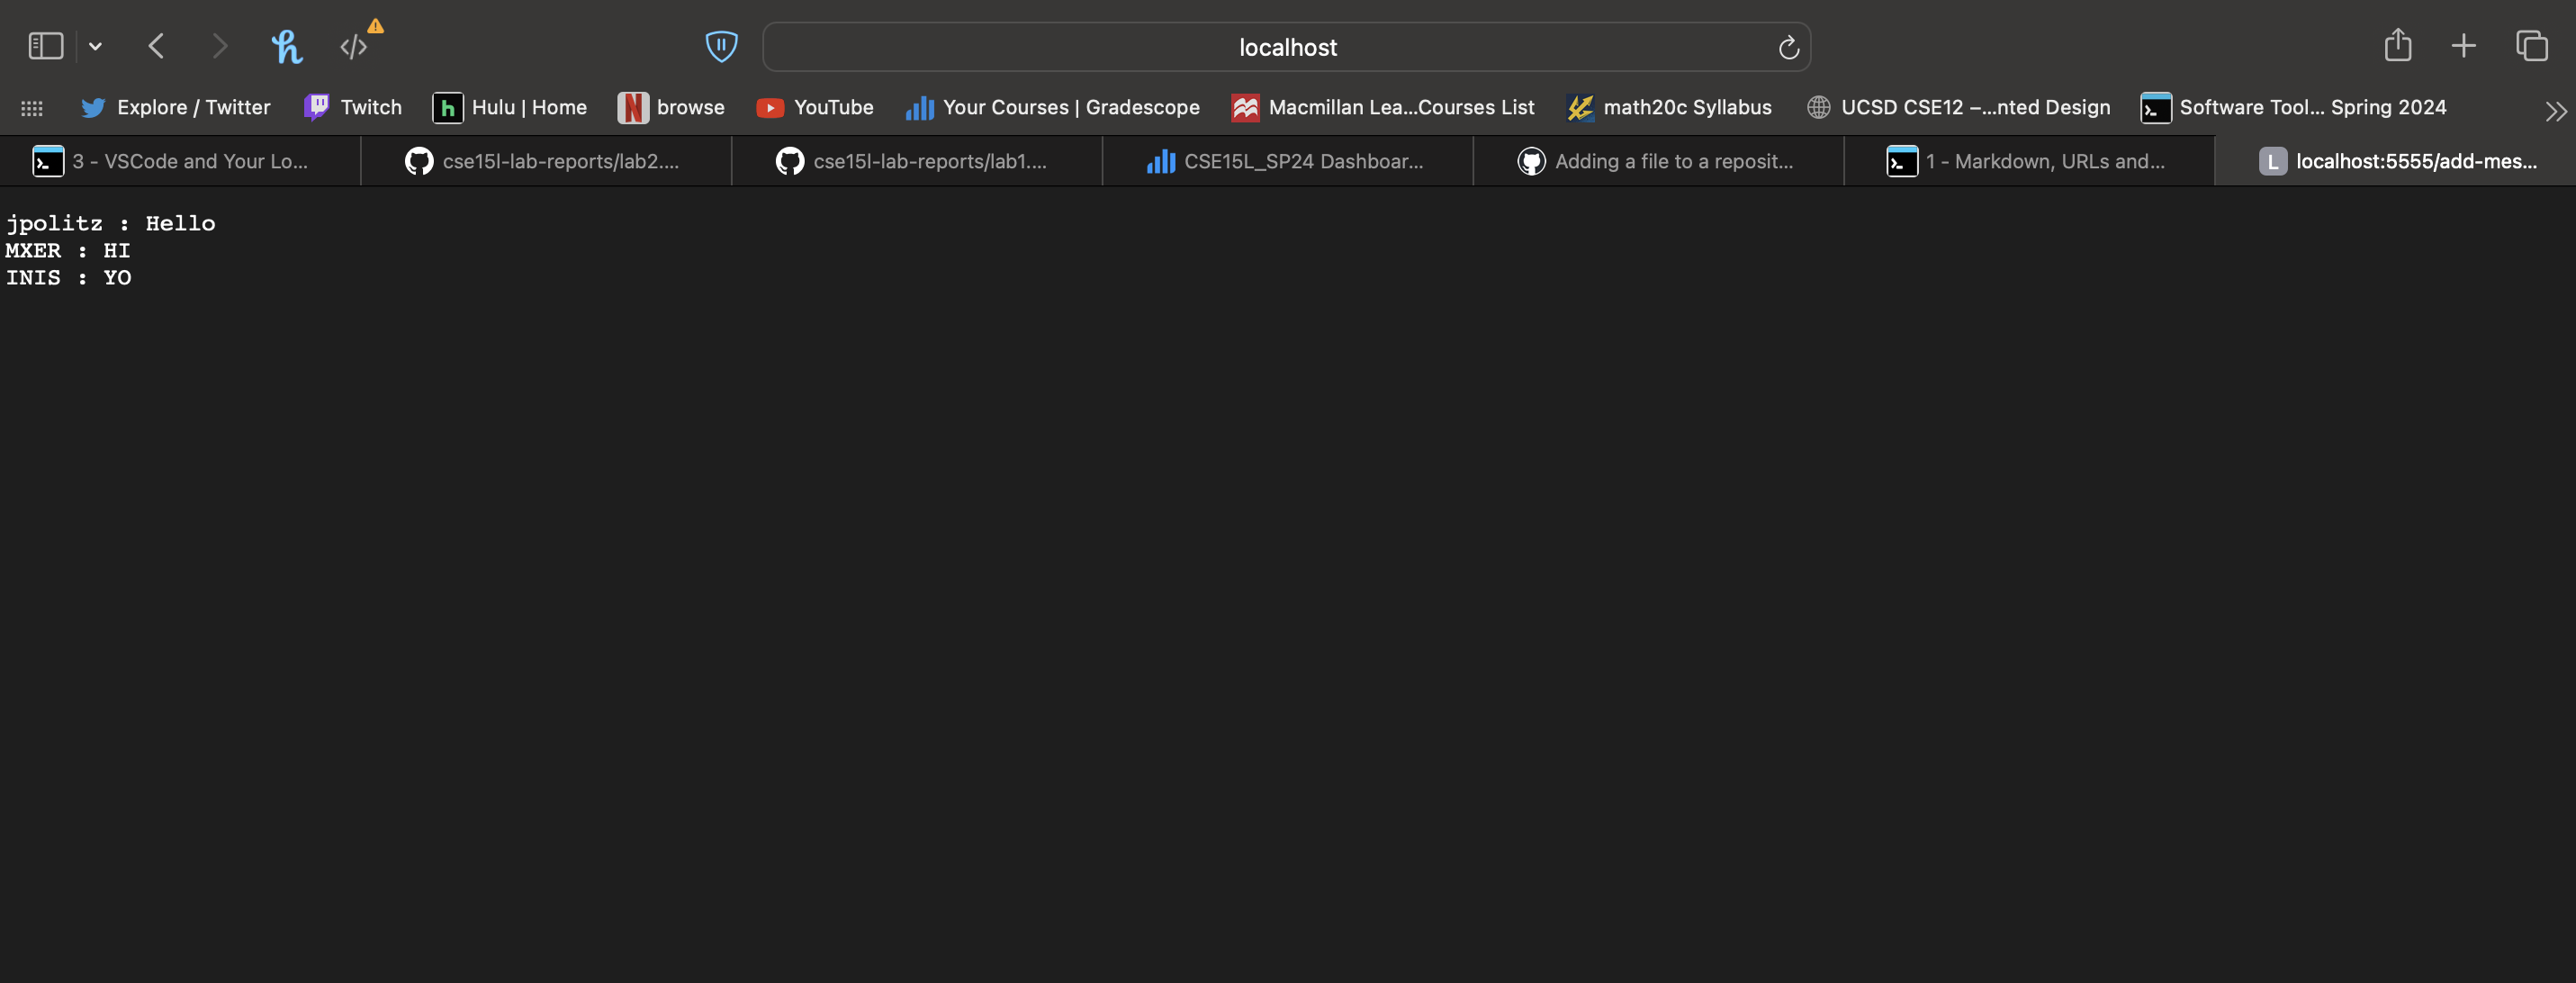 localhost
Explore / Twitter
Twitch
h Hulu | Home
N browse
YouTube
Your Courses | Gradescope
Macmillan Lea...Courses List
math20c Syllabus
UCSD CSE12 –...nted Design
Software Tool... Spring 2024
3 - VSCode and Your Lo...
cse15l-lab-reports/lab2....
cse15l-lab-reports/lab1....
CSE15L_SP24 Dashboar...
Adding a file to a reposit...
1 - Markdown, URLs and...
L localhost:5555/add-mes...
jpolitz : Hello
MXER : HI
INIS : YO